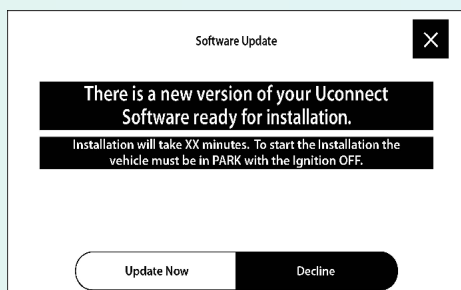 Software Update
There is a new version of your Uconnect
Software ready for installation.
Installation will take XX minutes. To start the Installation the
vehicle must be in PARK with the Ignition OFF.
Update Now
Decline